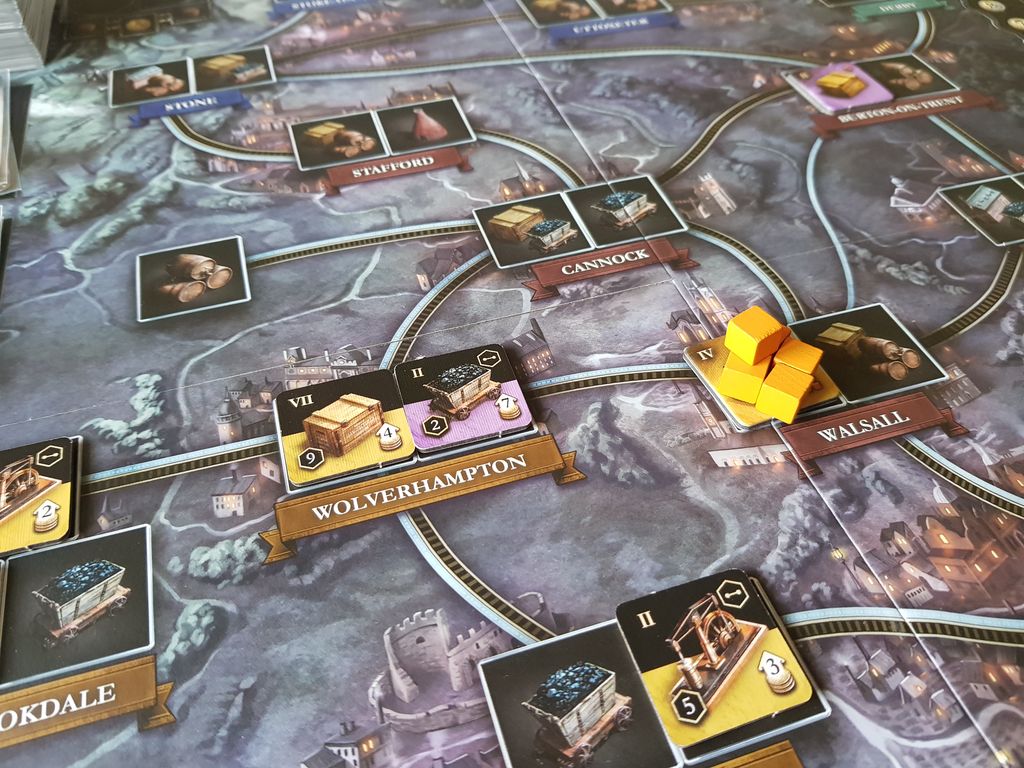 UTTOXETER
DERBY
STONE
BURTON-ON-TRENT
STAFFORD
CANNOCK
IV
WALSALL
VII
4
9
II
7
2
WOLVERHAMPTON
2
II
3
5
OKDALE